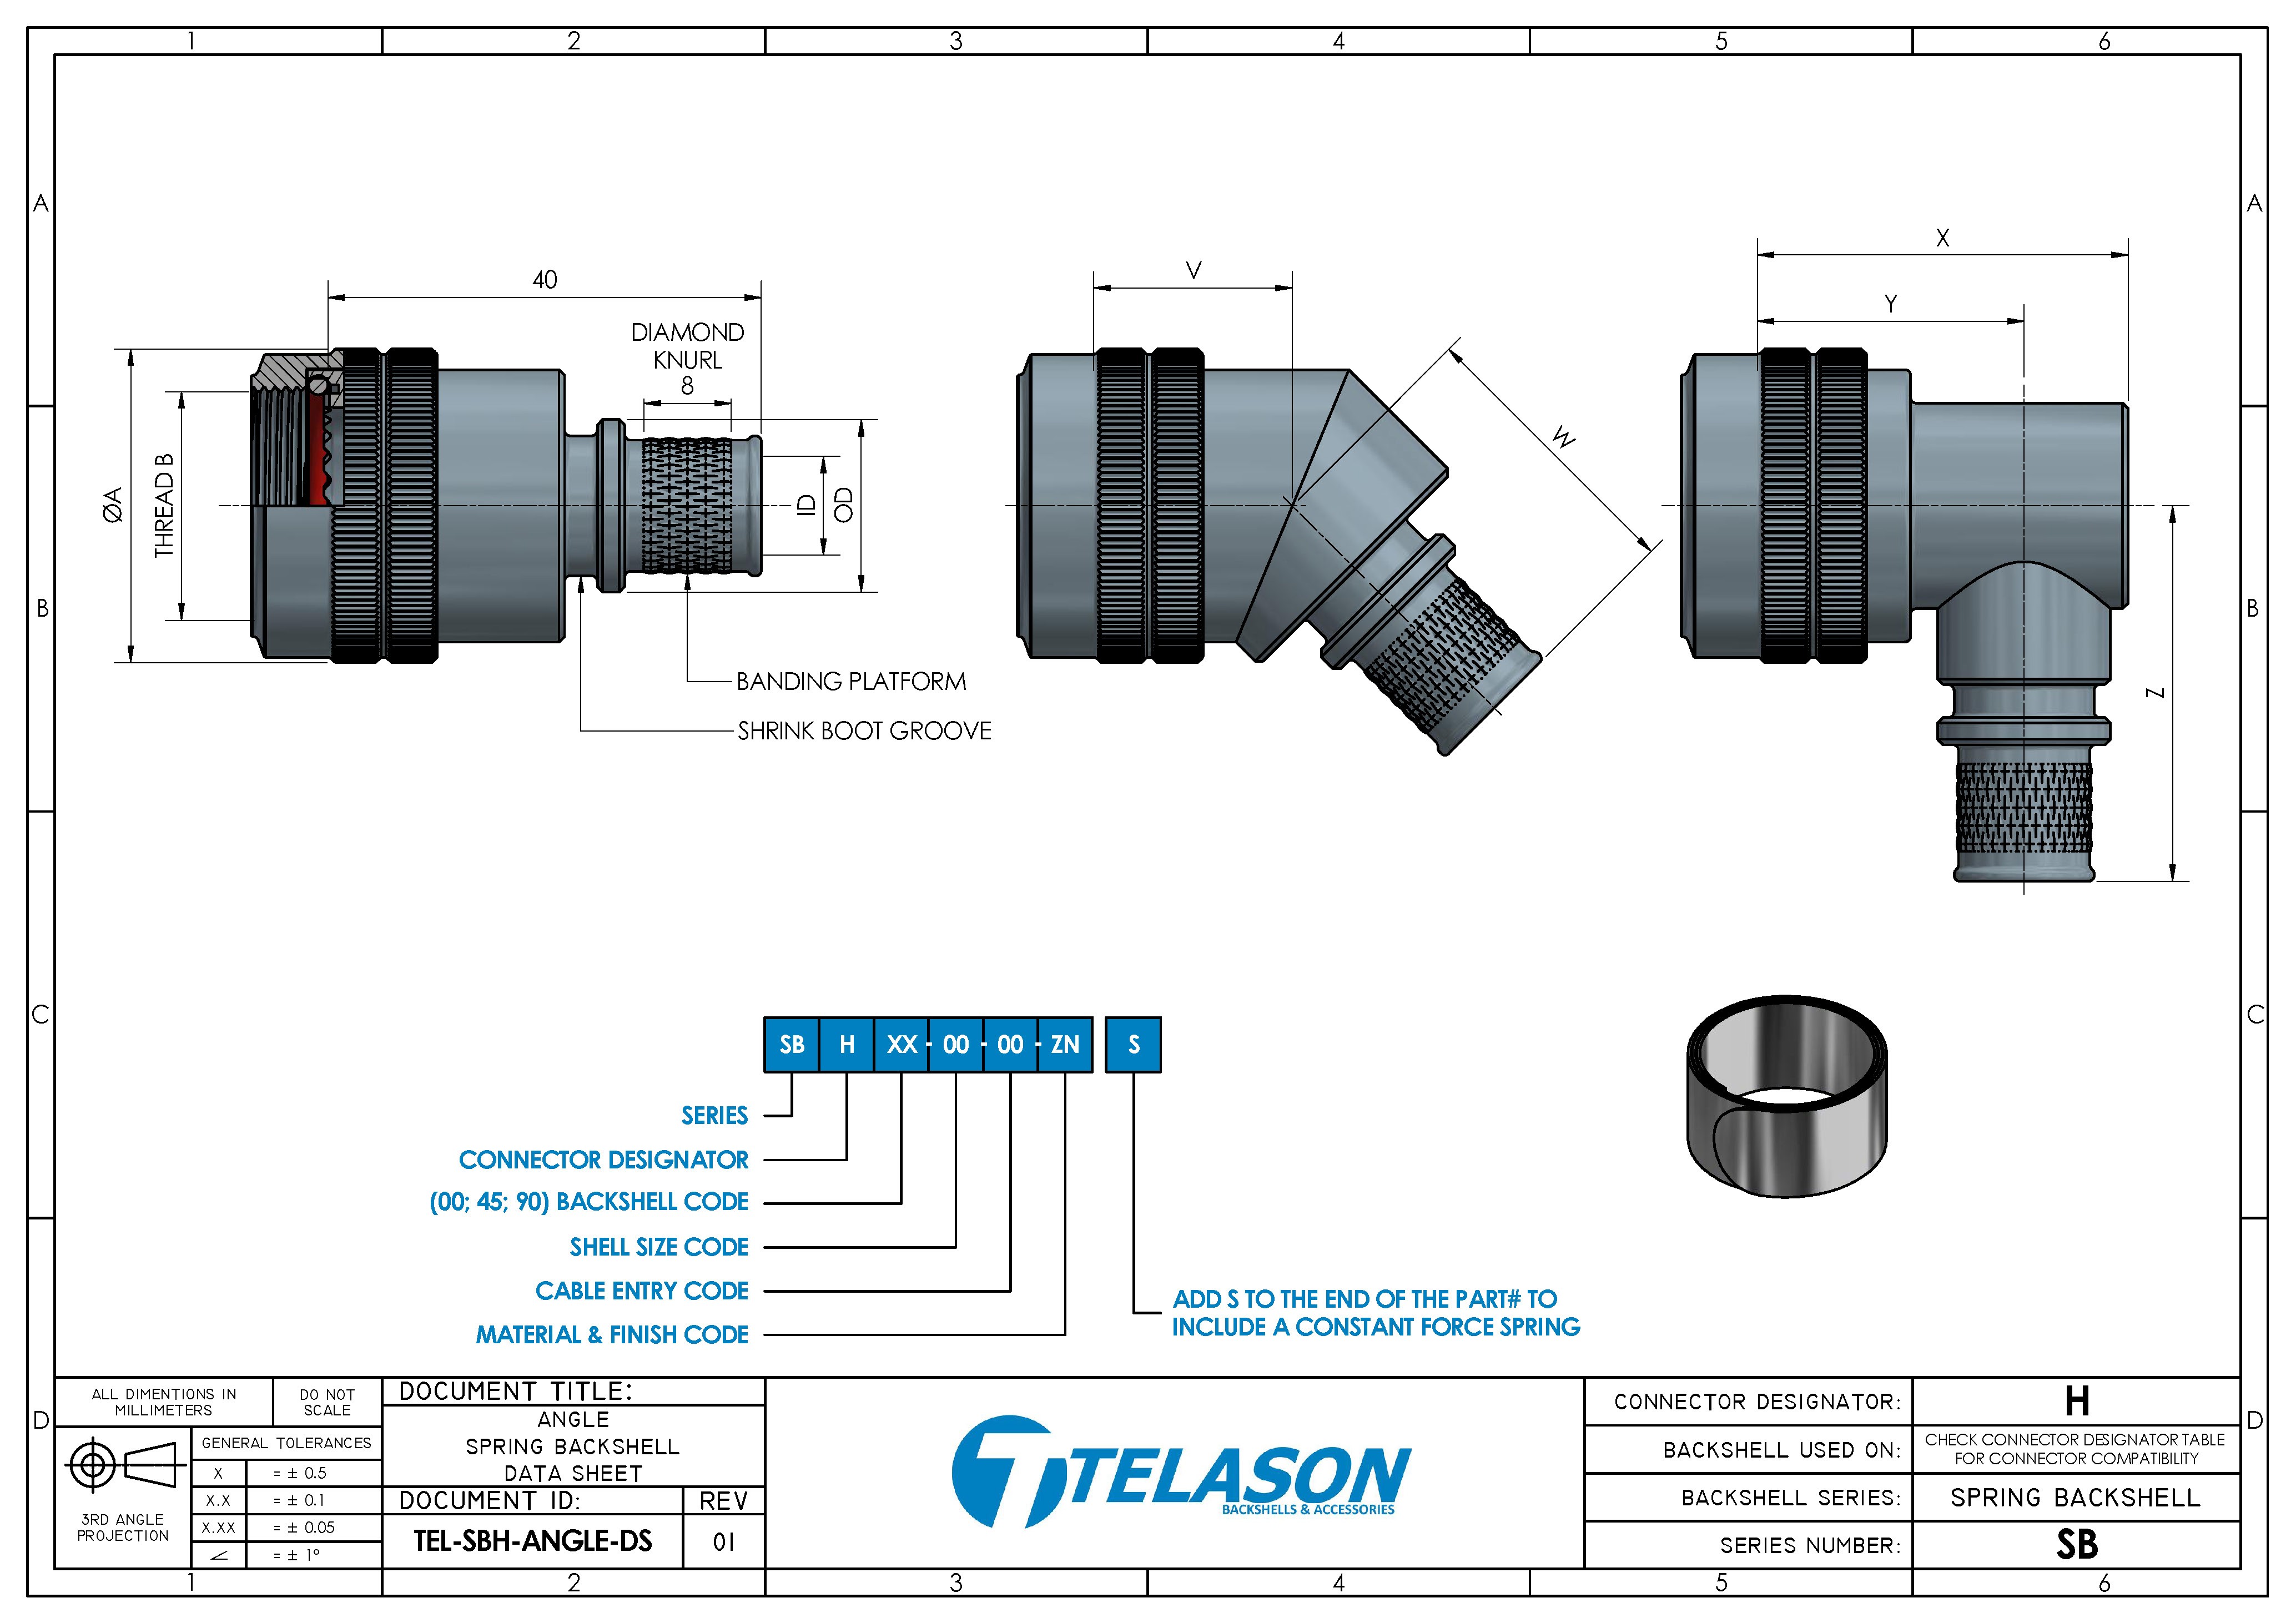 1 2 3 4 5 6
A
B
C
D
A
B
C
D
40
DIAMOND
KNURL
8
ØA
THREAD B
ID
OD
BANDING PLATFORM
SHRINK BOOT GROOVE
V
W
X
Y
Z
SB H XX - 00 - 00 - ZN S
SERIES
CONNECTOR DESIGNATOR
(00; 45; 90) BACKSHELL CODE
SHELL SIZE CODE
CABLE ENTRY CODE
MATERIAL & FINISH CODE
ADD S TO THE END OF THE PART# TO
INCLUDE A CONSTANT FORCE SPRING
ALL DIMENTIONS IN
MILLIMETERS
DO NOT
SCALE
3RD ANGLE
PROJECTION
GENERAL TOLERANCES
X = ± 0.5
X.X = ± 0.1
X.XX = ± 0.05
∠ = ± 1°
DOCUMENT TITLE:
ANGLE
SPRING BACKSHELL
DATA SHEET
DOCUMENT ID:
REV
TEL-SBH-ANGLE-DS
01
TELASON
BACKSHELLS & ACCESSORIES
CONNECTOR DESIGNATOR:
H
BACKSHELL USED ON:
CHECK CONNECTOR DESIGNATOR TABLE
FOR CONNECTOR COMPATIBILITY
BACKSHELL SERIES:
SPRING BACKSHELL
SERIES NUMBER:
SB
1 2 3 4 5 6